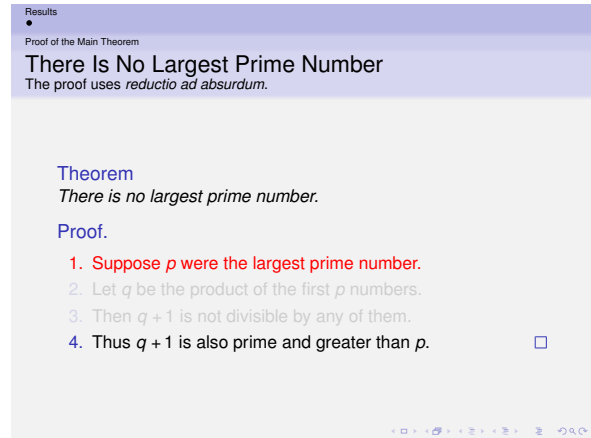 Results
Proof of the Main Theorem
There Is No Largest Prime Number
The proof uses reductio ad absurdum.
Theorem
There is no largest prime number.
Proof.
1. Suppose p were the largest prime number.
2. Let q be the product of the first p numbers.
3. Then q + 1 is not divisible by any of them.
4. Thus q + 1 is also prime and greater than p.